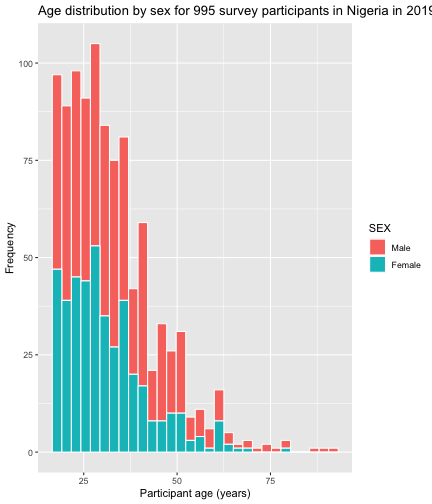 Age distribution by sex for 995 survey participants in Nigeria in 2019
100
75
50
25
0
Frequency
25
50
75
Participant age (years)
SEX
Male
Female